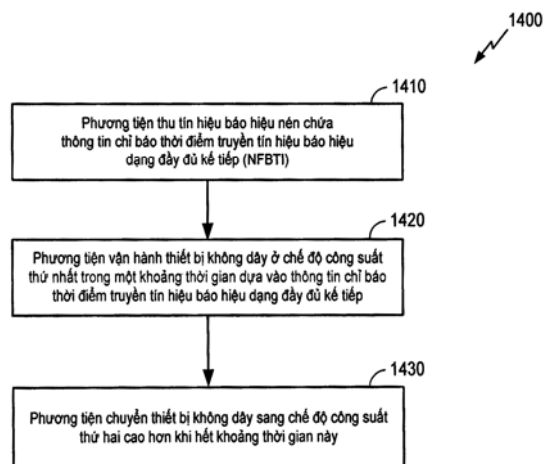 1400
1410
Phương tiện thu tín hiệu báo hiệu nén chứa
thông tin chỉ báo thời điểm truyền tín hiệu báo hiệu
dạng đầy đủ kế tiếp (NFBTI)
1420
Phương tiện vận hành thiết bị không dây ở chế độ công suất
thứ nhất trong một khoảng thời gian dựa vào thông tin chỉ báo
thời điểm truyền tín hiệu báo hiệu dạng đầy đủ kế tiếp
1430
Phương tiện chuyển thiết bị không dây sang chế độ công suất
thứ hai cao hơn khi hết khoảng thời gian này